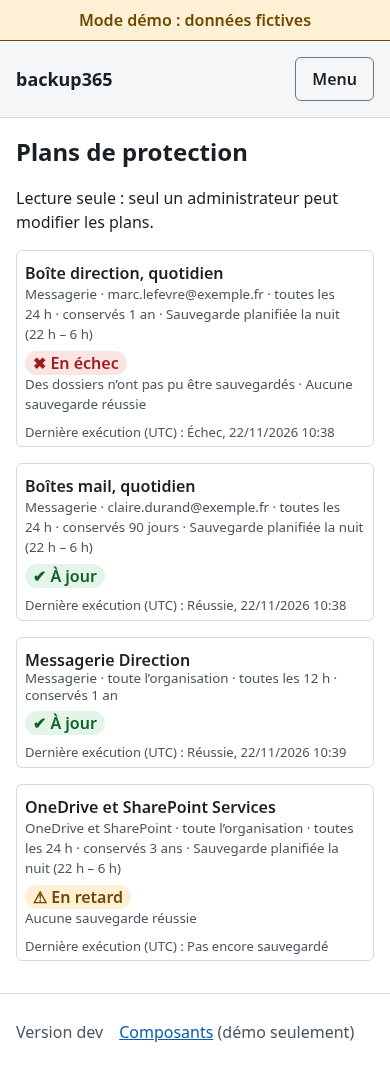 Mode démo : données fictives
backup365
Menu
Plans de protection
Lecture seule : seul un administrateur peut
modifier les plans.
Boîte direction, quotidien
Messagerie · marc.lefevre@exemple.fr · toutes les
24 h · conservés 1 an · Sauvegarde planifiée la nuit
(22 h – 6 h)
✖ En échec
Des dossiers n’ont pas pu être sauvegardés · Aucune
sauvegarde réussie
Dernière exécution (UTC) : Échec, 22/11/2026 10:38
Boîtes mail, quotidien
Messagerie · claire.durand@exemple.fr · toutes les
24 h · conservés 90 jours · Sauvegarde planifiée la nuit
(22 h – 6 h)
✔ À jour
Dernière exécution (UTC) : Réussie, 22/11/2026 10:38
Messagerie Direction
Messagerie · toute l’organisation · toutes les 12 h ·
conservés 1 an
✔ À jour
Dernière exécution (UTC) : Réussie, 22/11/2026 10:39
OneDrive et SharePoint Services
OneDrive et SharePoint · toute l’organisation · toutes
les 24 h · conservés 3 ans · Sauvegarde planifiée la
nuit (22 h – 6 h)
⚠ En retard
Aucune sauvegarde réussie
Dernière exécution (UTC) : Pas encore sauvegardé
Version dev Composants (démo seulement)